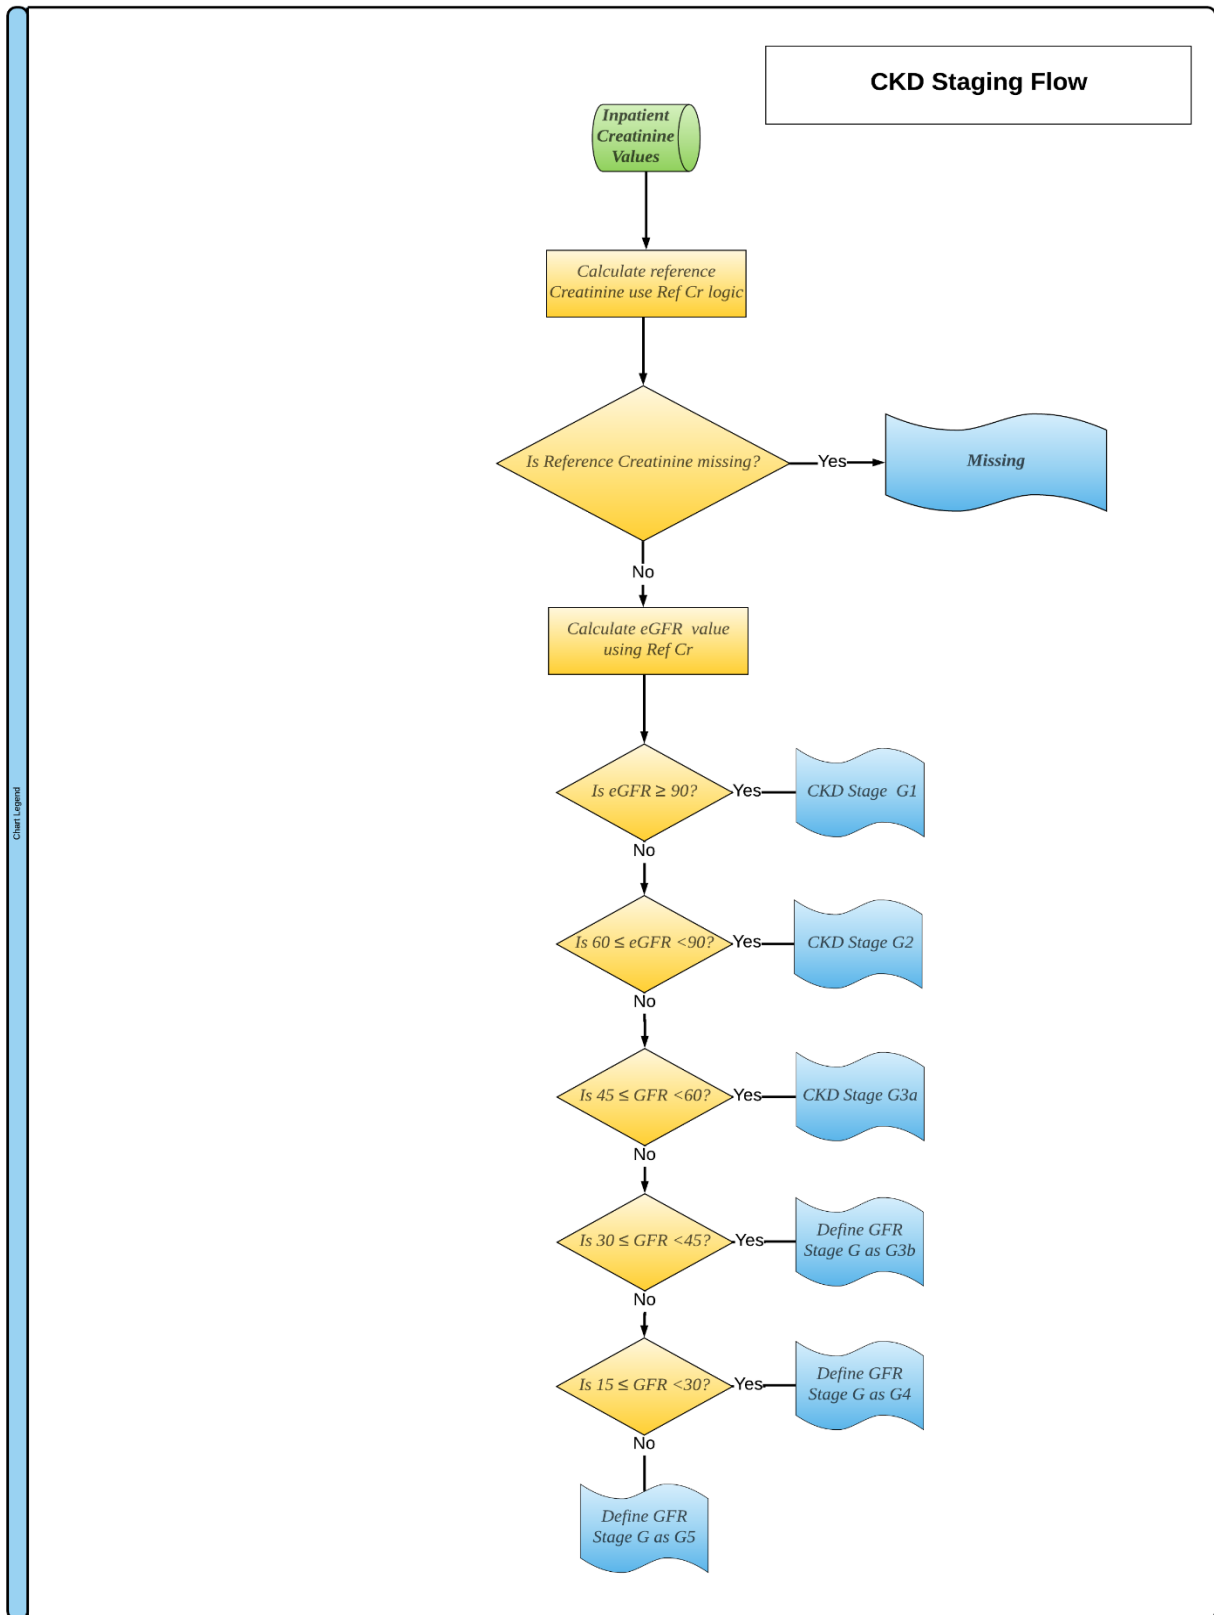 CKD Staging Flow
Inpatient
Creatinine
Values
Calculate reference
Creatinine use Ref Cr logic
Is Reference Creatinine missing?
Yes
Missing
No
Calculate eGFR value
using Ref Cr
Is eGFR ≥ 90?
Yes
CKD Stage G1
No
Is 60 ≤ eGFR <90?
Yes
CKD Stage G2
No
Is 45 ≤ GFR <60?
Yes
CKD Stage G3a
No
Is 30 ≤ GFR <45?
Yes
Define GFR
Stage G as G3b
No
Is 15 ≤ GFR <30?
Yes
Define GFR
Stage G as G4
No
Define GFR
Stage G as G5
Chart Legend